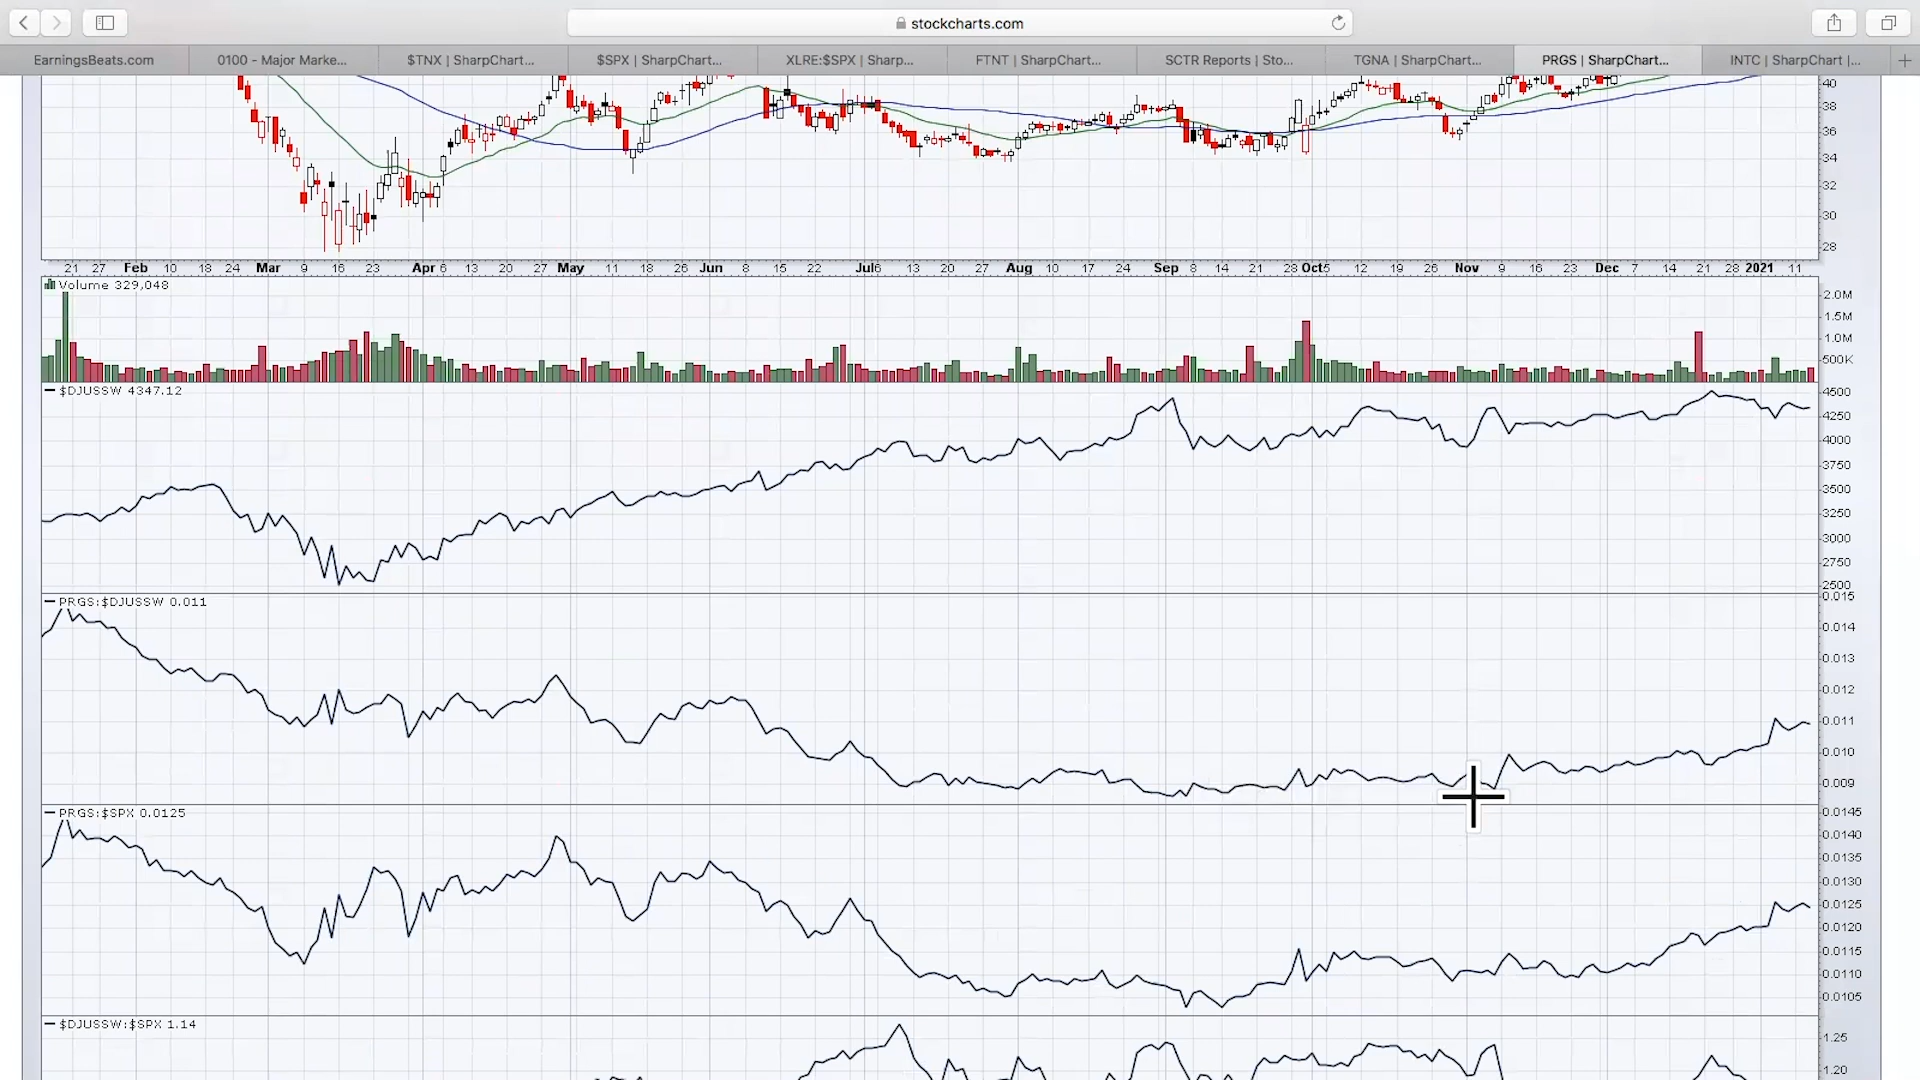 stockcharts.com
EarningsBeats.com
0100 - Major Marke...
$TNX | SharpChart...
$SPX | SharpChart...
XLRE:$SPX | Sharp...
FTNT | SharpChart...
SCTR Reports | Sto...
TGNA | SharpChart...
PRGS | SharpChart...
INTC | SharpChart |...
40
38
36
34
32
30
28
21 27 Feb 10 18 24 Mar 9 16 23 Apr 6 13 20 27 May 11 18 26 Jun 8 15 22 Jul6 13 20 27 Aug 10 17 24 Sep 8 14 21 28 Oct5 12 19 26 Nov 9 16 23 Dec 7 14 21 28 2021 11
Volume 329,048
2.0M
1.5M
1.0M
500K
$DJUSSW 4347.12
4500
4250
4000
3750
3500
3250
3000
2750
2500
PRGS:$DJUSSW 0.011
0.015
0.014
0.013
0.012
0.011
0.010
0.009
PRGS:$SPX 0.0125
0.0145
0.0140
0.0135
0.0130
0.0125
0.0120
0.0115
0.0110
0.0105
$DJUSSW:$SPX 1.14
1.25
1.20